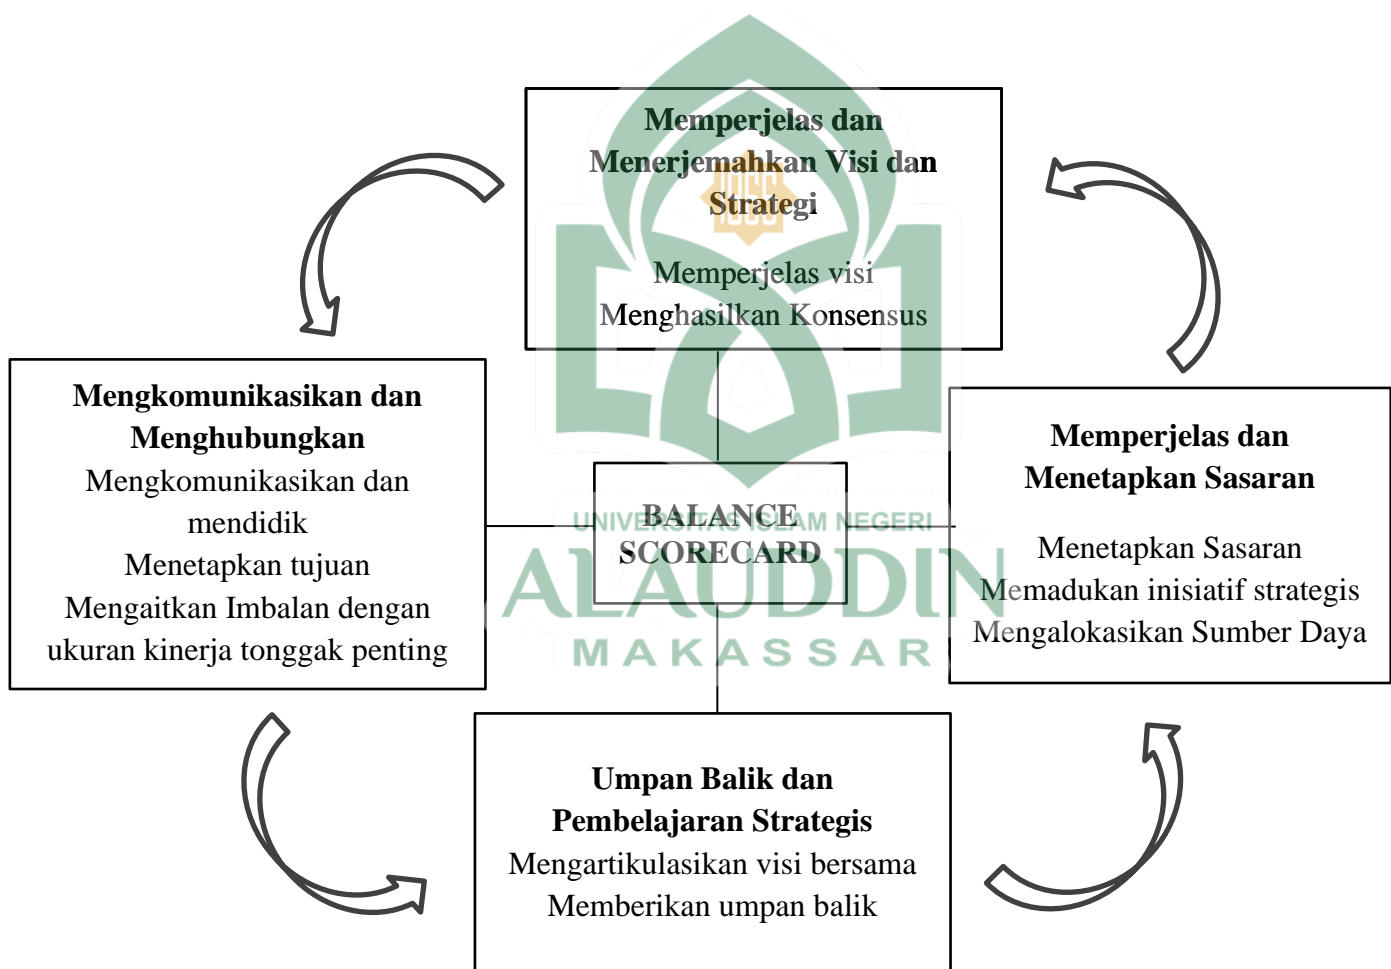 Memperjelas dan
Menerjemahkan Visi dan
Strategi
Memperjelas visi
Menghasilkan Konsensus
Mengkomunikasikan dan
Menghubungkan
Mengkomunikasikan dan
mendidik
Menetapkan tujuan
Mengaitkan Imbalan dengan
ukuran kinerja tonggak penting
BALANCE
SCORECARD
UNIVERSITAS ISLAM NEGERI
ALAUDDIN
MAKASSAR
Memperjelas dan
Menetapkan Sasaran
Menetapkan Sasaran
Memadukan inisiatif strategis
Mengalokasikan Sumber Daya
Umpan Balik dan
Pembelajaran Strategis
Mengartikulasikan visi bersama
Memberikan umpan balik